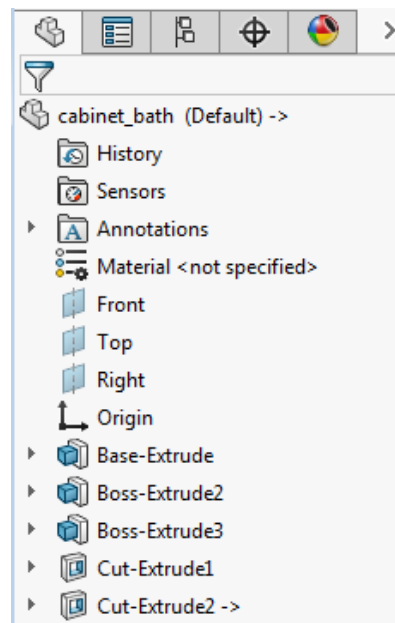 cabinet_bath (Default) ->
History
Sensors
Annotations
Material <not specified>
Front
Top
Right
Origin
Base-Extrude
Boss-Extrude2
Boss-Extrude3
Cut-Extrude1
Cut-Extrude2 ->